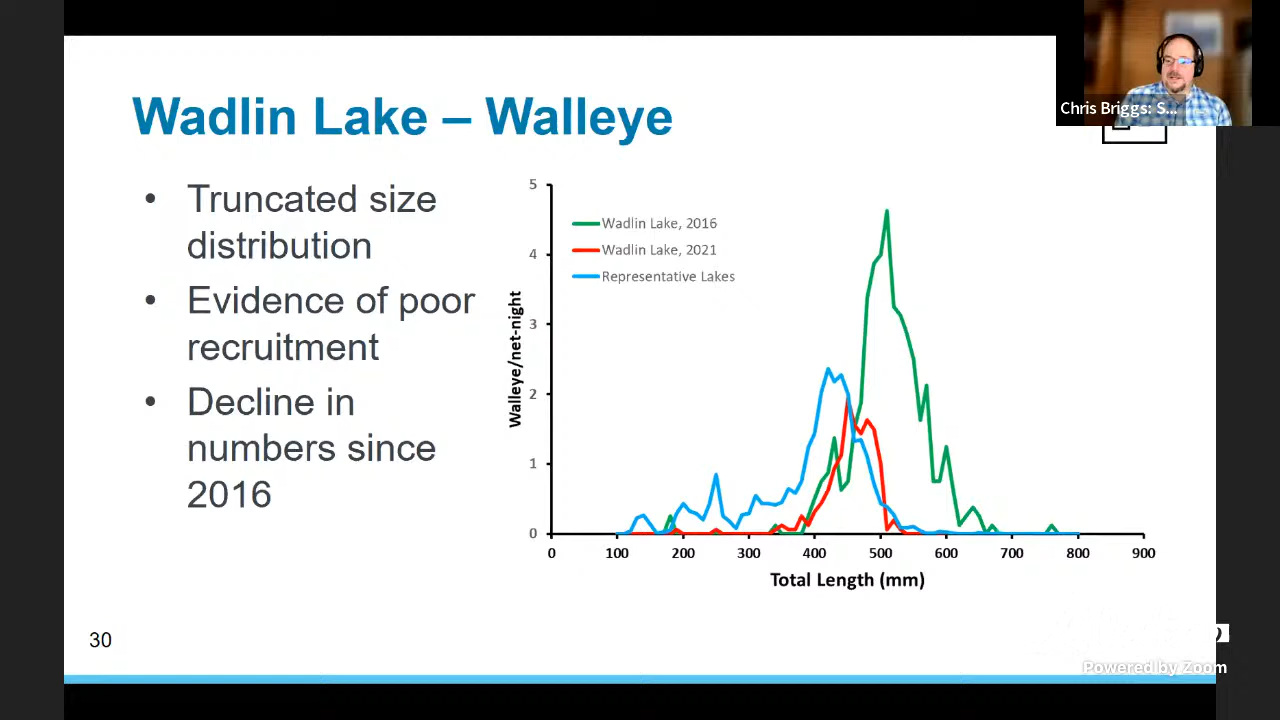 Chris Briggs: S...
Wadlin Lake – Walleye
• Truncated size
distribution
• Evidence of poor
recruitment
• Decline in
numbers since
2016
5
4
3
2
1
0
Walleye/net-night
Wadlin Lake, 2016
Wadlin Lake, 2021
Representative Lakes
0 100 200 300 400 500 600 700 800 900
Total Length (mm)
30
Powered by Zoom